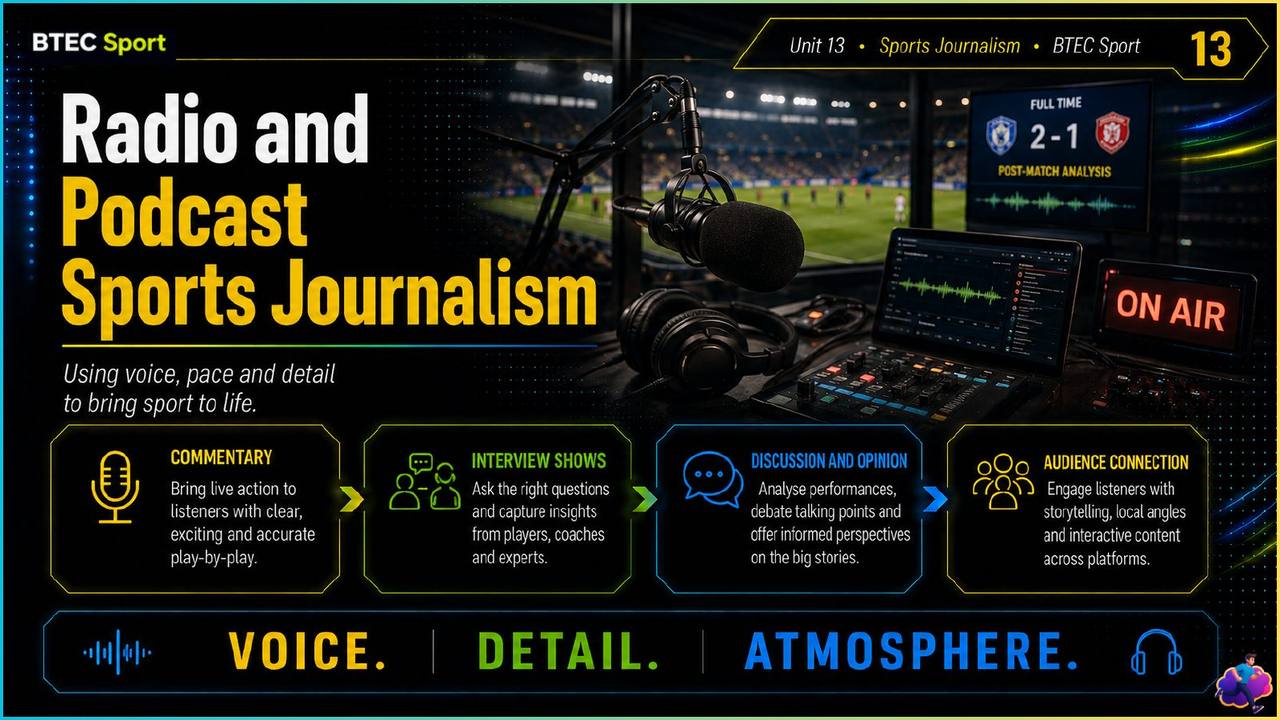 BTEC Sport
Unit 13 • Sports Journalism • BTEC Sport
13
Radio and
Podcast
Sports Journalism
Using voice, pace and detail
to bring sport to life.
FULL TIME
2-1
POST-MATCH ANALYSIS
ON AIR
COMMENTARY
Bring live action to
listeners with clear,
exciting and accurate
play-by-play.
INTERVIEW SHOWS
Ask the right questions
and capture insights
from players, coaches
and experts.
DISCUSSION AND OPINION
Analyse performances,
debate talking points and
offer informed perspectives
on the big stories.
AUDIENCE CONNECTION
Engage listeners with
storytelling, local angles
and interactive content
across platforms.
VOICE.
DETAIL.
ATMOSPHERE.